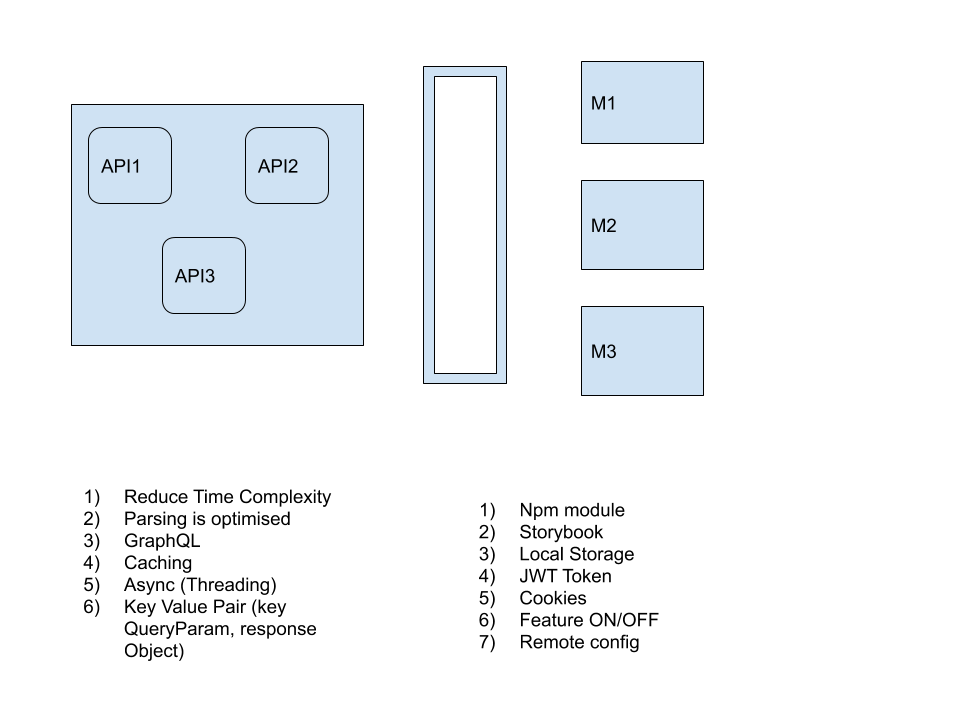 API1
API2
API3
M1
M2
M3
1) Reduce Time Complexity
2) Parsing is optimised
3) GraphQL
4) Caching
5) Async (Threading)
6) Key Value Pair (key
QueryParam, response
Object)
1) Npm module
2) Storybook
3) Local Storage
4) JWT Token
5) Cookies
6) Feature ON/OFF
7) Remote config